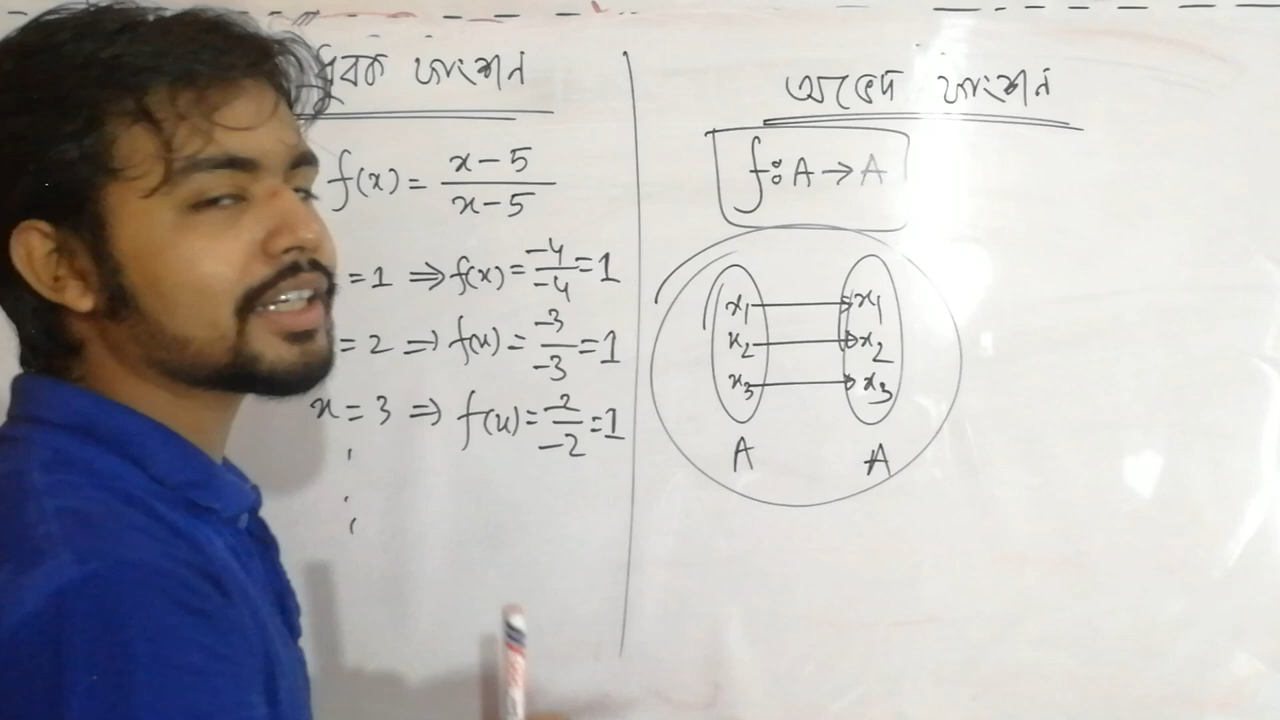 ধ্রুবক ফাংশন
f(x) = x-5 / x-5
= 1 ⇒ f(x) = -4 / -4 = 1
= 2 ⇒ f(x) = -3 / -3 = 1
x = 3 ⇒ f(x) = -2 / -2 = 1
অভেদ ফাংশন
f: A → A
x₁ → x₁
x₂ → x₂
x₃ → x₃
A A